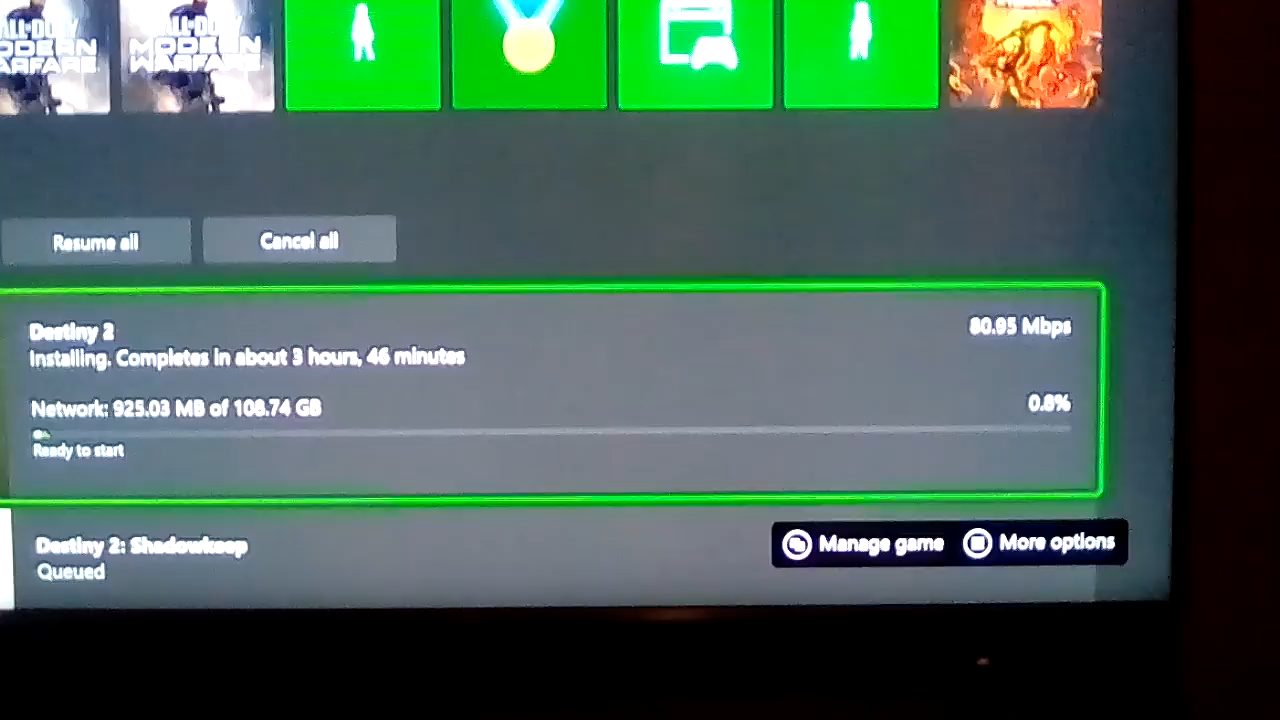 CALL OF DUTY
MODERN
WARFARE
CALL OF DUTY
MODERN
WARFARE
Resume all
Cancel all
Destiny 2
80.95 Mbps
Installing. Completes in about 3 hours, 46 minutes
Network: 925.03 MB of 108.74 GB
0.8%
Ready to start
Destiny 2: Shadowkeep
Queued
Manage game
More options